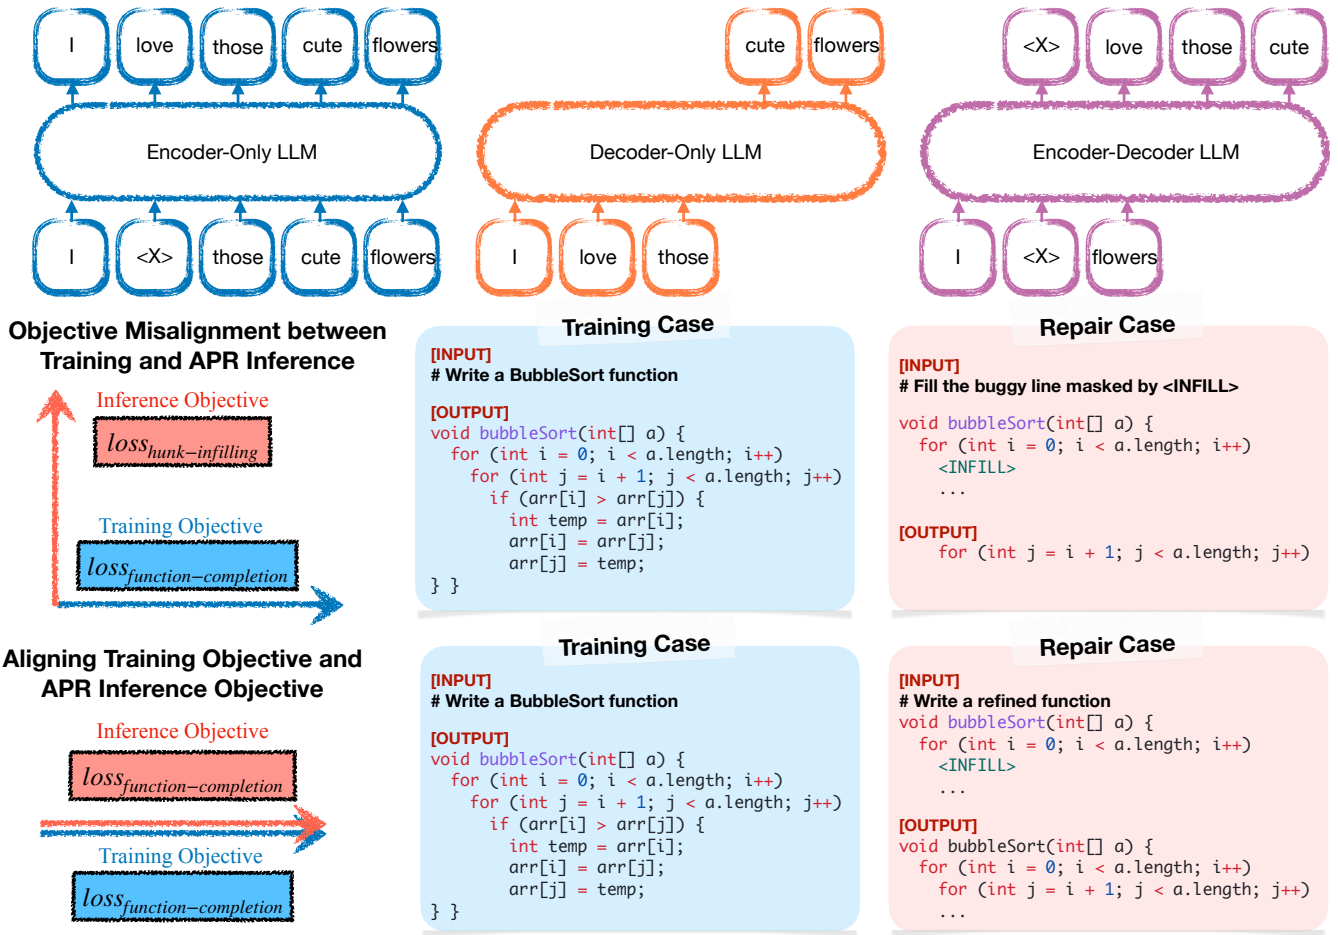 I love those cute flowers
cute flowers
<X> love those cute
Encoder-Only LLM
Decoder-Only LLM
Encoder-Decoder LLM
I <X> those cute flowers
I love those
I <X> flowers
Objective Misalignment between
Training and APR Inference
Inference Objective
loss_hunk−infilling
Training Objective
loss_function−completion
Training Case
[INPUT]
# Write a BubbleSort function
[OUTPUT]
void bubbleSort(int[] a) {
for (int i = 0; i < a.length; i++)
for (int j = i + 1; j < a.length; j++)
if (arr[i] > arr[j]) {
int temp = arr[i];
arr[i] = arr[j];
arr[j] = temp;
} }
Repair Case
[INPUT]
# Fill the buggy line masked by <INFILL>
void bubbleSort(int[] a) {
for (int i = 0; i < a.length; i++)
<INFILL>
...
[OUTPUT]
for (int j = i + 1; j < a.length; j++)
Aligning Training Objective and
APR Inference Objective
Inference Objective
loss_function−completion
Training Objective
loss_function−completion
Training Case
[INPUT]
# Write a BubbleSort function
[OUTPUT]
void bubbleSort(int[] a) {
for (int i = 0; i < a.length; i++)
for (int j = i + 1; j < a.length; j++)
if (arr[i] > arr[j]) {
int temp = arr[i];
arr[i] = arr[j];
arr[j] = temp;
} }
Repair Case
[INPUT]
# Write a refined function
void bubbleSort(int[] a) {
for (int i = 0; i < a.length; i++)
<INFILL>
...
[OUTPUT]
void bubbleSort(int[] a) {
for (int i = 0; i < a.length; i++)
for (int j = i + 1; j < a.length; j++)
...